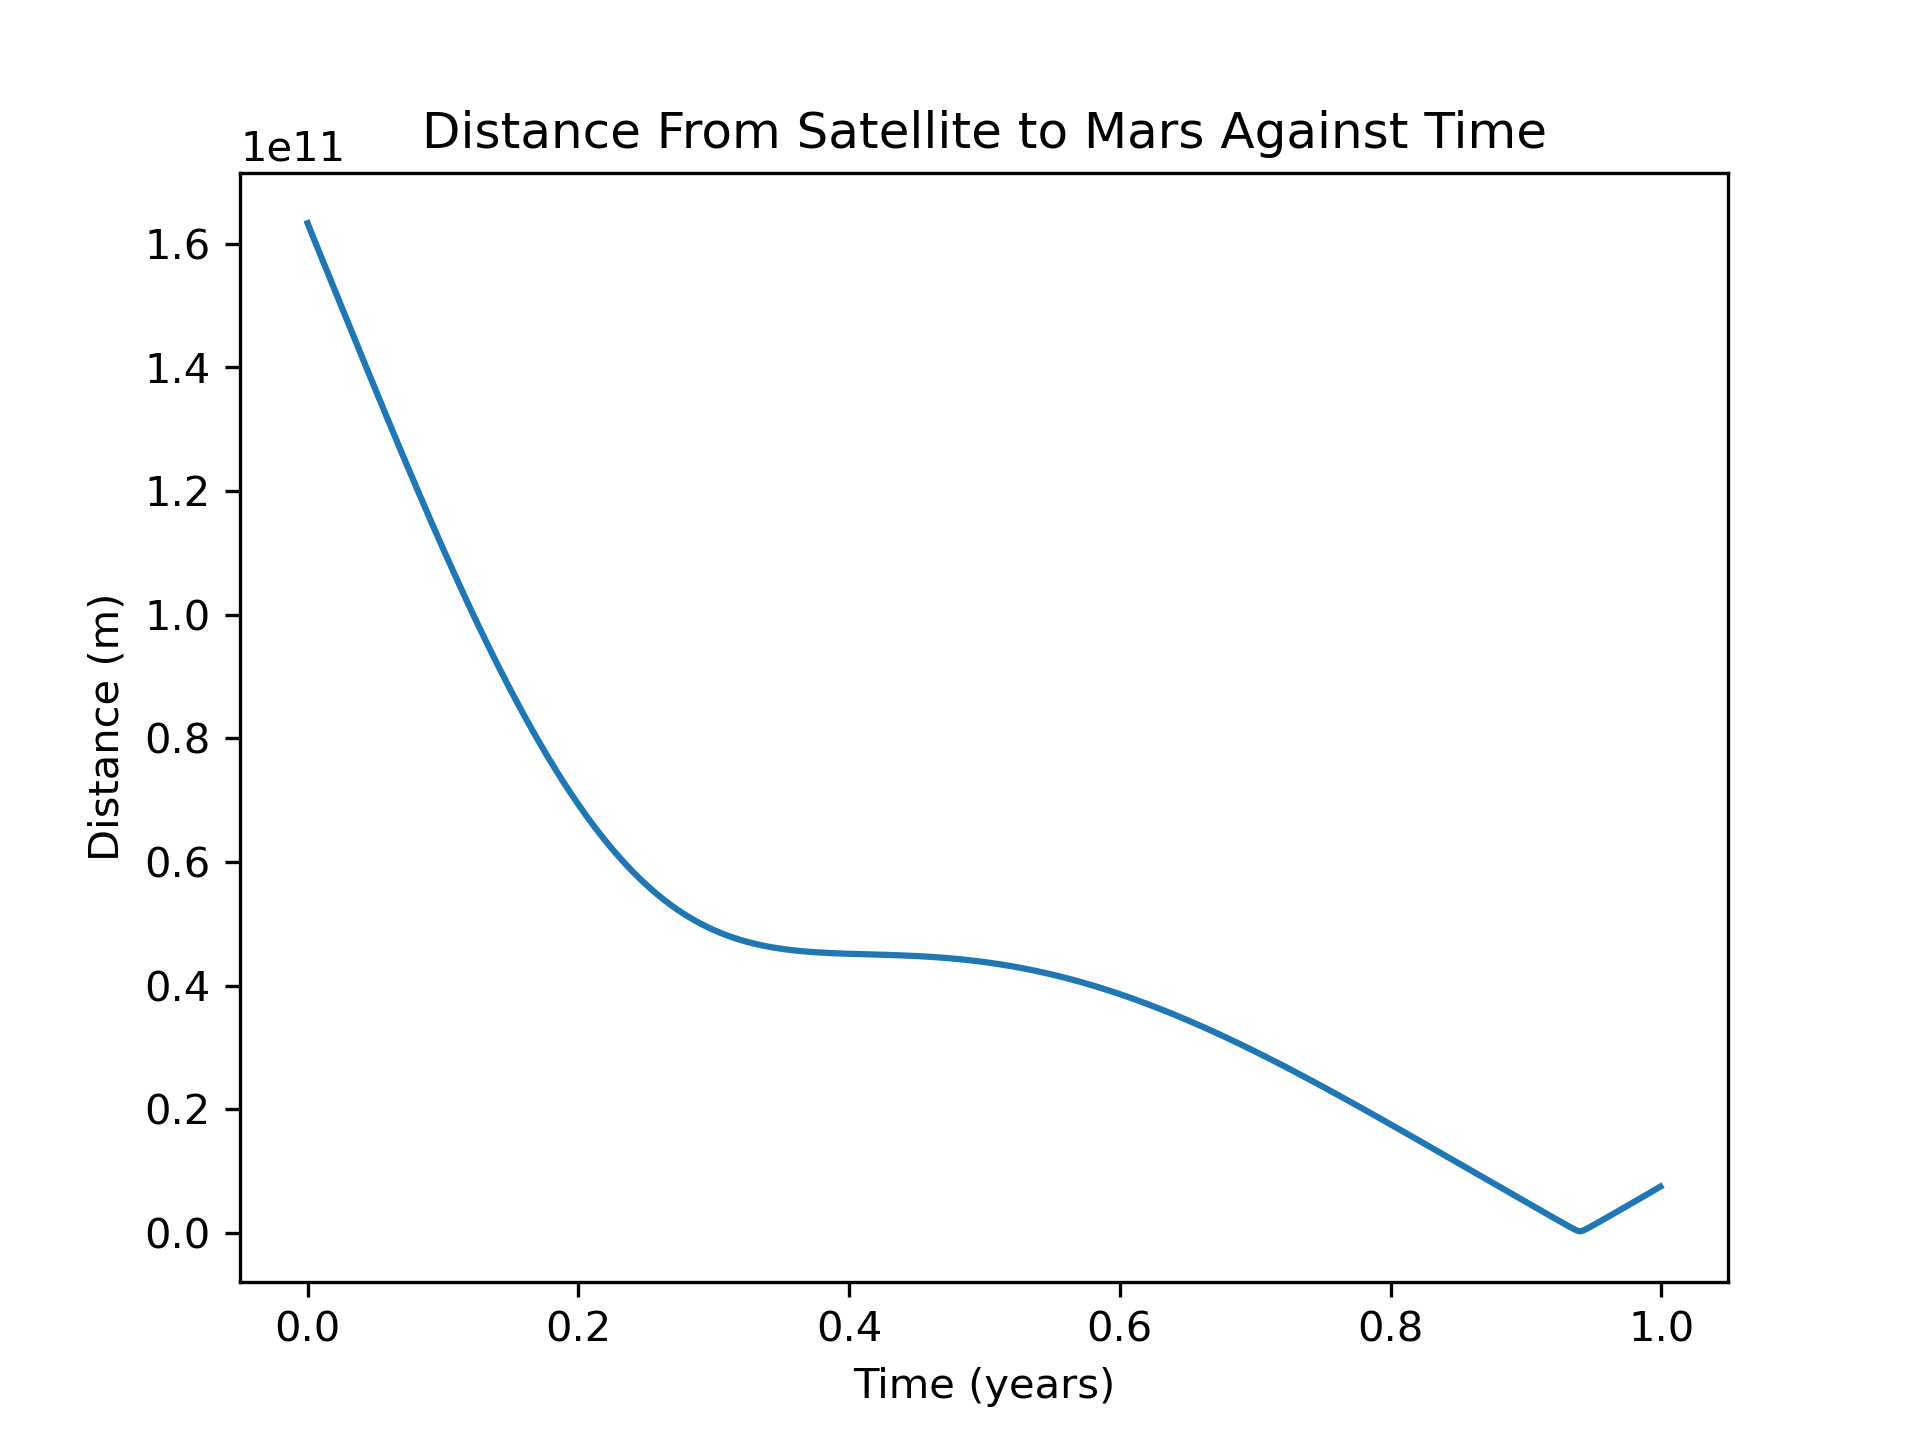 Distance From Satellite to Mars Against Time
1e11
1.6
1.4
1.2
1.0
0.8
0.6
0.4
0.2
0.0
Distance (m)
0.0 0.2 0.4 0.6 0.8 1.0
Time (years)